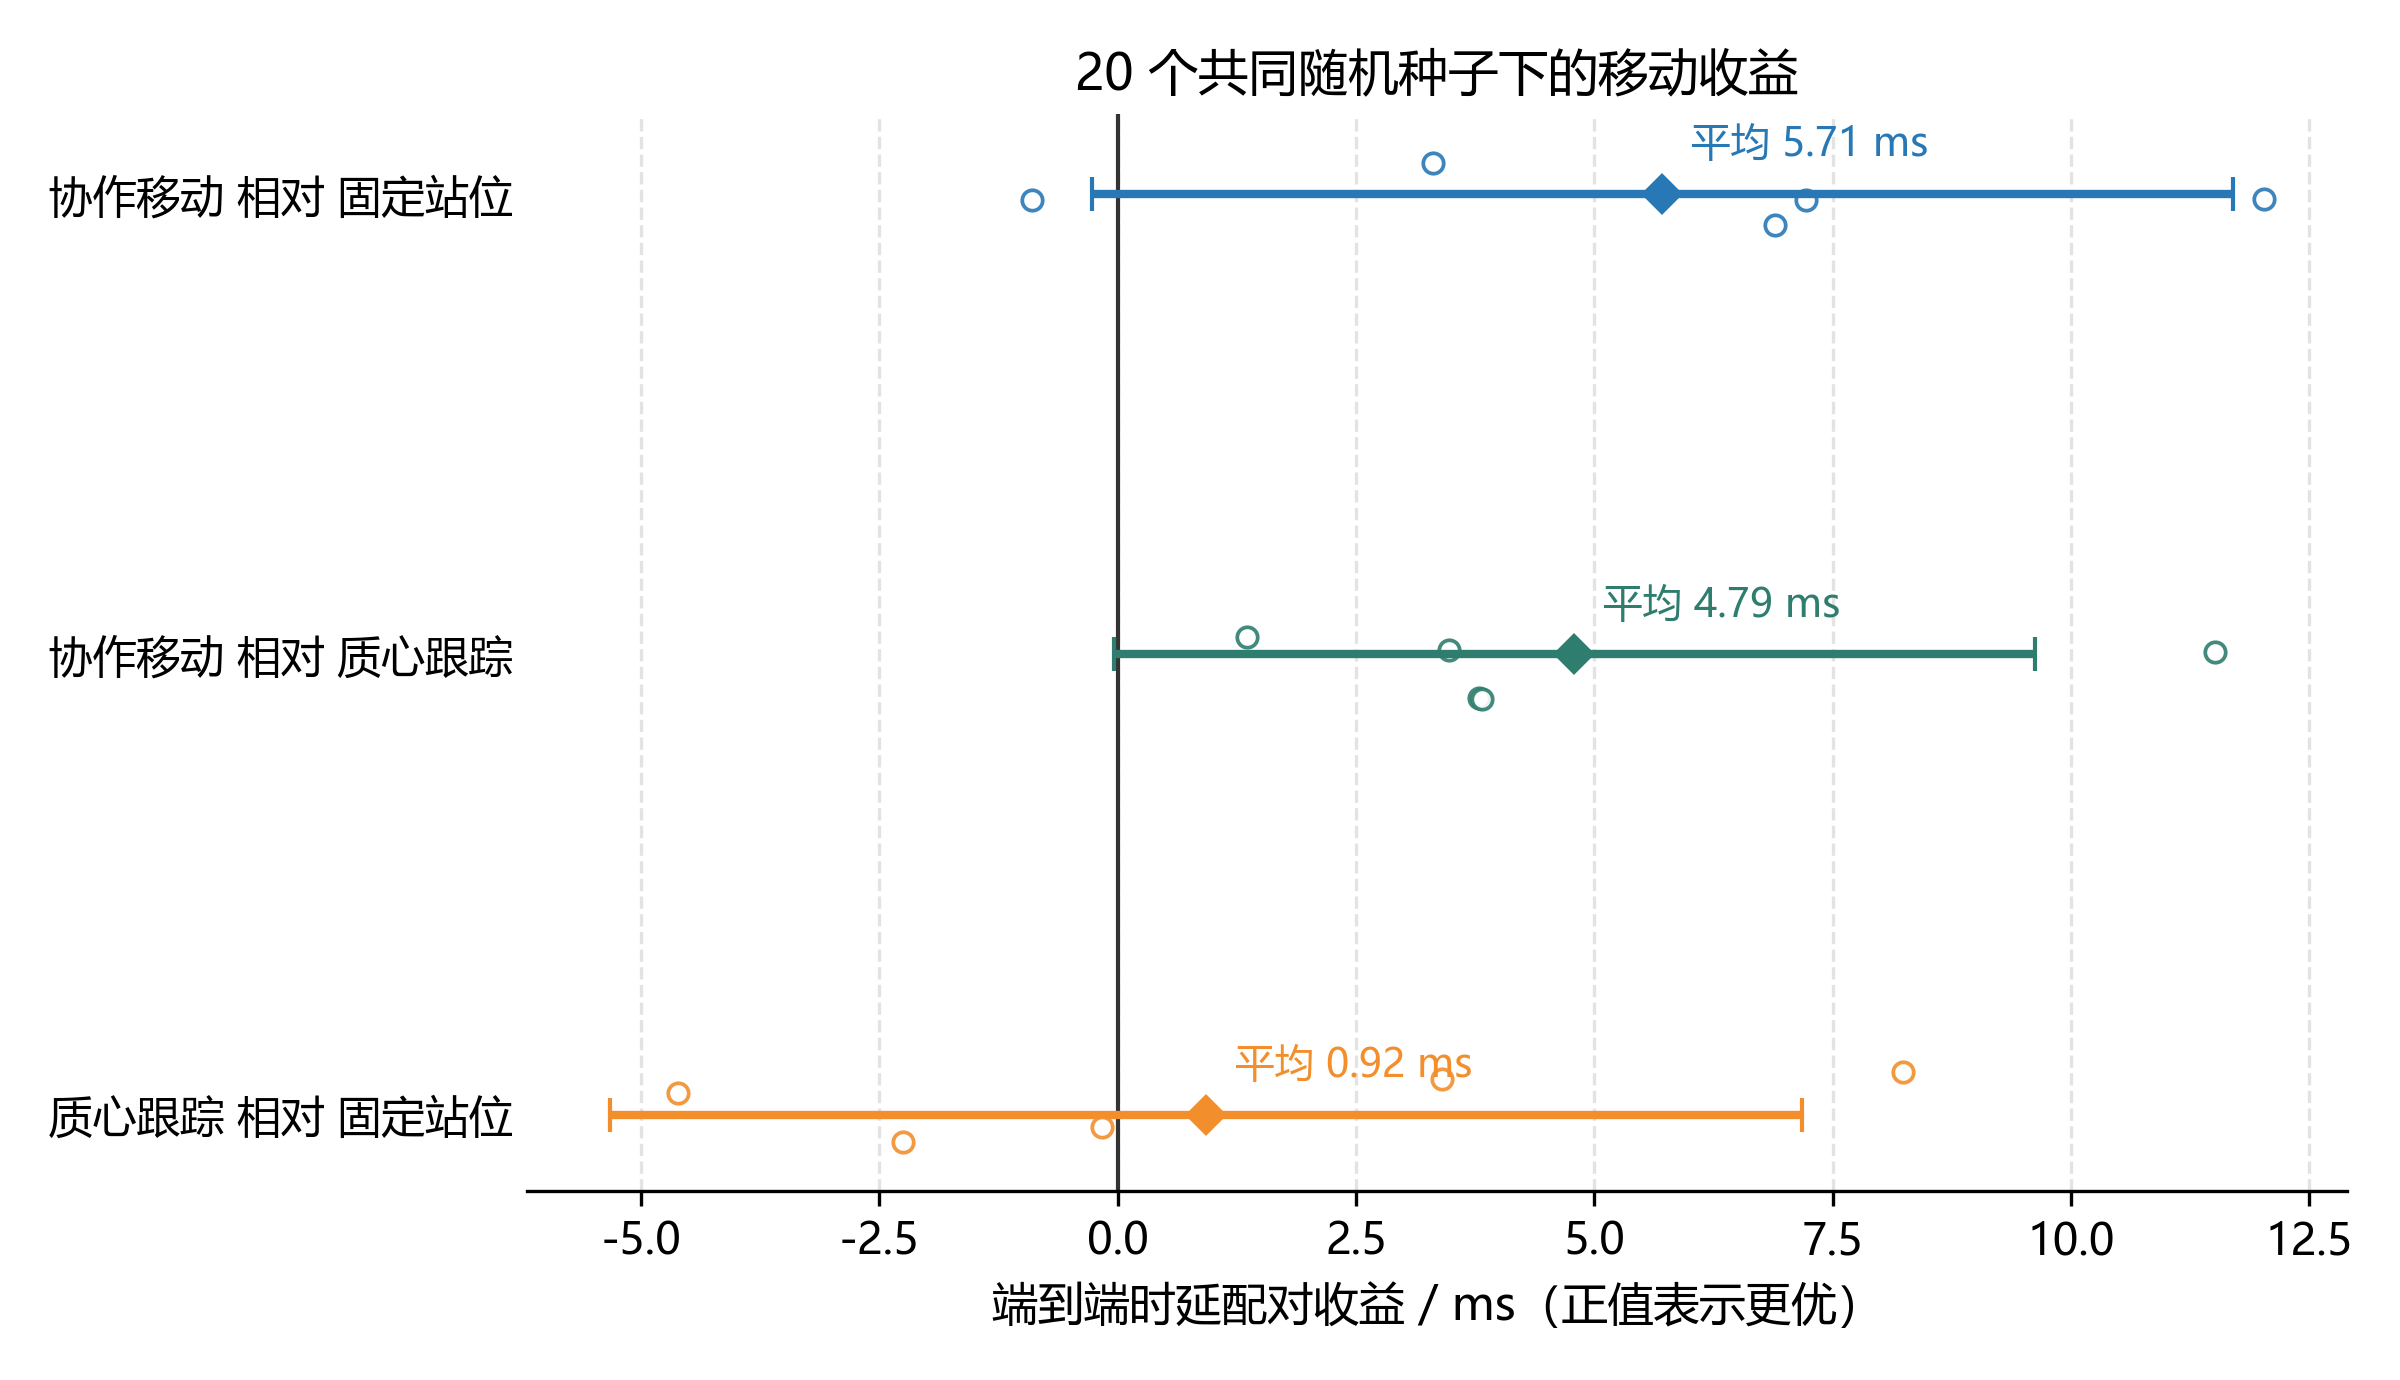 20 个共同随机种子下的移动收益
平均 5.71 ms
协作移动 相对 固定站位
平均 4.79 ms
协作移动 相对 质心跟踪
平均 0.92 ms
质心跟踪 相对 固定站位
-5.0
-2.5
0.0
2.5
5.0
7.5
10.0
12.5
端到端时延配对收益 / ms（正值表示更优）